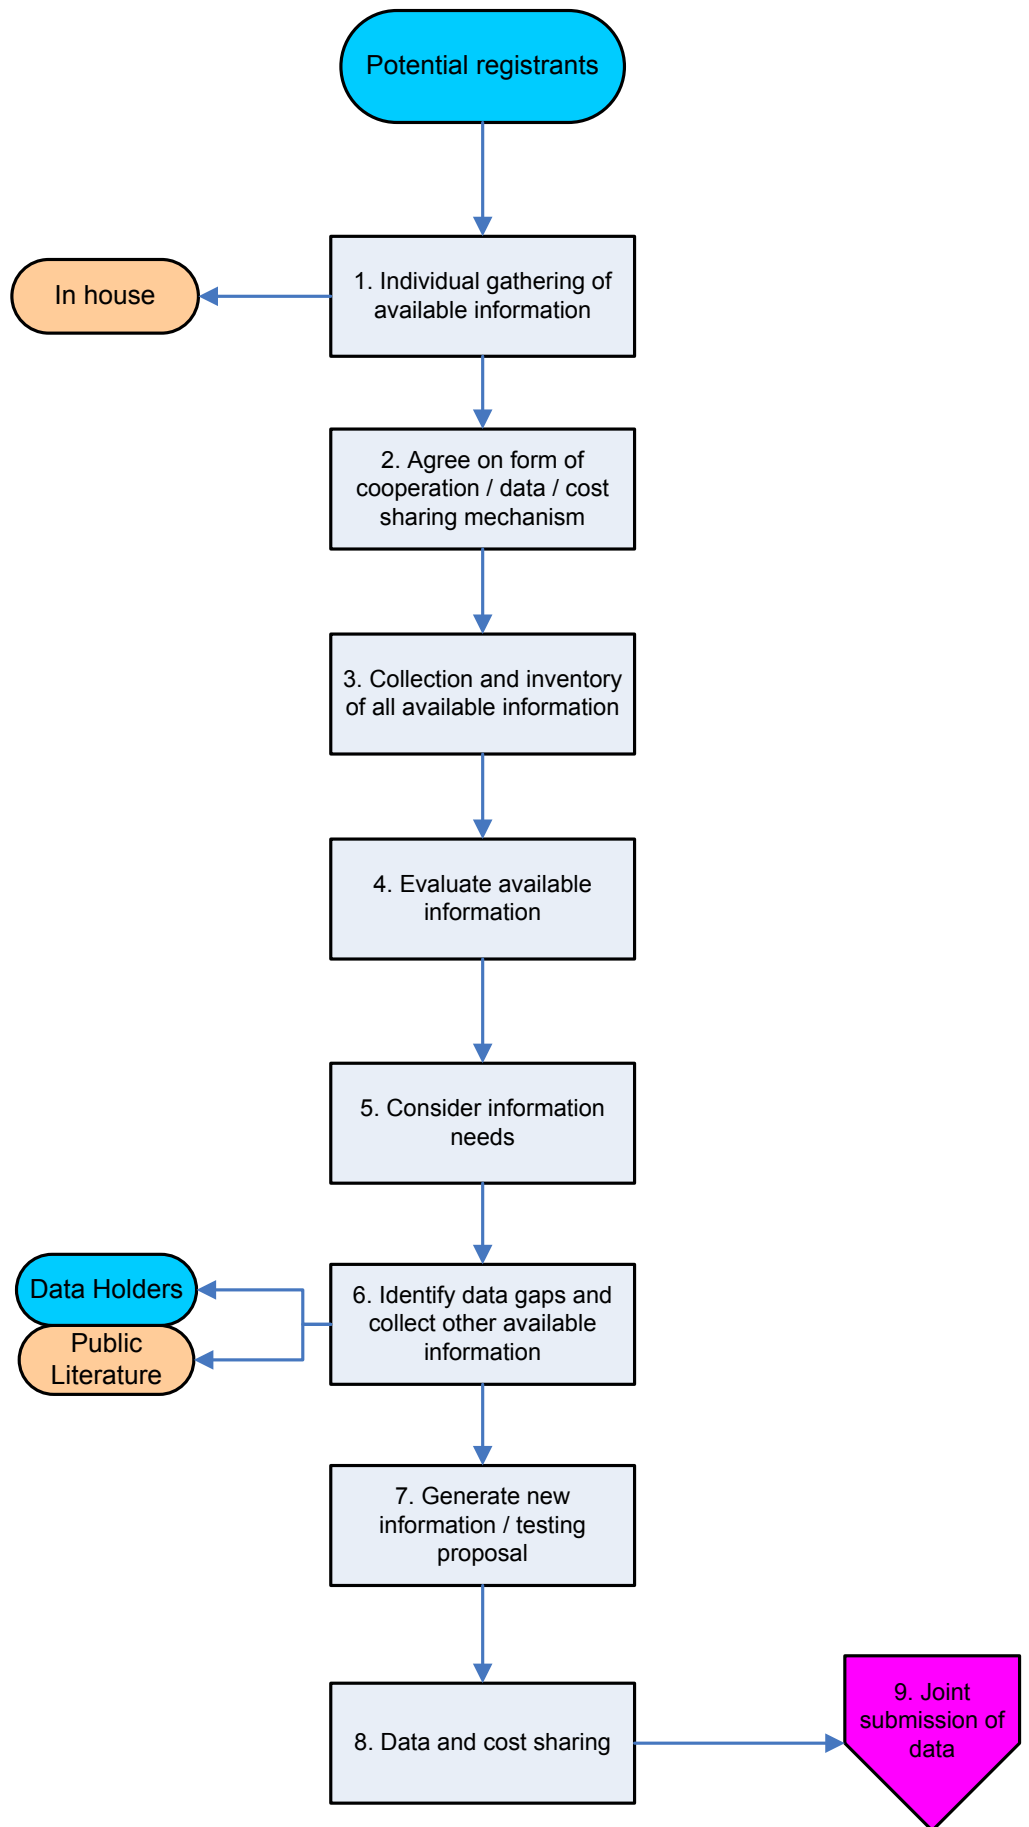 Potential registrants
1. Individual gathering of
available information
In house
2. Agree on form of
cooperation / data / cost
sharing mechanism
3. Collection and inventory
of all available information
4. Evaluate available
information
5. Consider information
needs
6. Identify data gaps and
collect other available
information
Data Holders
Public
Literature
7. Generate new
information / testing
proposal
8. Data and cost sharing
9. Joint
submission of
data